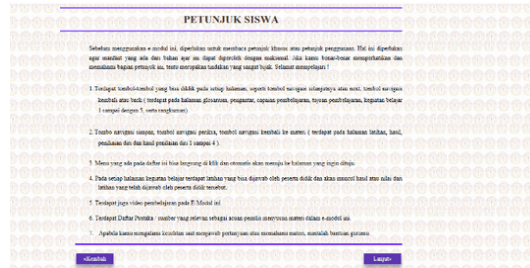 PETUNJUK SISWA
Sebelum menggunakan e-modul ini, diperlukan untuk membaca petunjuk khusus atau petunjuk penggunaan. Hal ini diperlukan
agar manfaat yang ada dari bahan ajar ini dapat diperoleh dengan maksimal. Jika kamu benar-benar memperhatikan dan
memahami bagian petunjuk ini, tentu merupakan tindakan yang sangat bijak. Selamat mempelajari !
1. Terdapat tombol-tombol yang bisa diklik pada setiap halaman, seperti tombol navigasi selanjutnya atau next, tombol navigasi
kembali atau back ( terdapat pada halaman glosarium, pengantar, capaian pembelajaran, tujuan pembelajaran, kegiatan belajar
1 sampai dengan 3, serta rangkuman).
2. Tombo navigasi simpan, tombol navigasi periksa, tombol navigasi kembali ke materi ( terdapat pada halaman latihan, hasil,
penilaian diri dan hasil penilaian diri 1 sampai 4 ).
3. Menu yang ada pada daftar isi bisa langsung di klik dan otomatis akan menuju ke halaman yang ingin dituju.
4. Pada setiap halaman kegiatan belajar terdapat latihan yang bisa dijawab oleh peserta didik dan akan muncul hasil atau nilai dari
latihan yang telah dijawab oleh peserta didik tersebut.
5. Terdapat juga video pembelajaran pada E-Modul ini.
6. Terdapat Daftar Pustaka / sumber yang relevan sebagai acuan penulis menyusun materi dalam e-modul ini.
7. Apabila kamu mengalami kesulitan saat menjawab pertanyaan atau memahami materi, mintalah bantuan gurumu.
«Kembali
Lanjut»